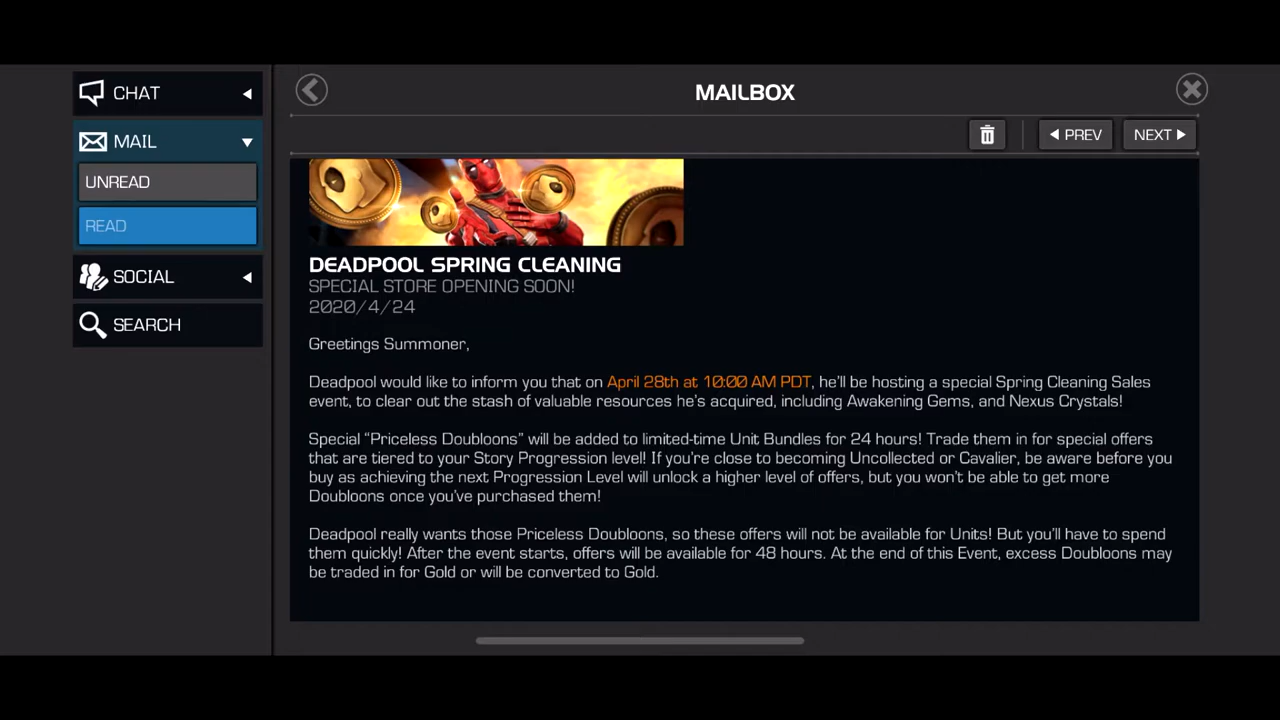 CHAT
MAILBOX
MAIL
PREV
NEXT
UNREAD
READ
DEADPOOL SPRING CLEANING
SPECIAL STORE OPENING SOON!
SOCIAL
2020/4/24
SEARCH
Greetings Summoner,
Deadpool would like to inform you that on April 28th at 10:00 AM PDT, he'll be hosting a special Spring Cleaning Sales
event, to clear out the stash of valuable resources he's acquired, including Awakening Gems, and Nexus Crystals!
Special “Priceless Doubloons” will be added to limited-time Unit Bundles for 24 hours! Trade them in for special offers
that are tiered to your Story Progression level! If you're close to becoming Uncollected or Cavalier, be aware before you
buy as achieving the next Progression Level will unlock a higher level of offers, but you won't be able to get more
Doubloons once you've purchased them!
Deadpool really wants those Priceless Doubloons, so these offers will not be available for Units! But you'll have to spend
them quickly! After the event starts, offers will be available for 48 hours. At the end of this Event, excess Doubloons may
be traded in for Gold or will be converted to Gold.